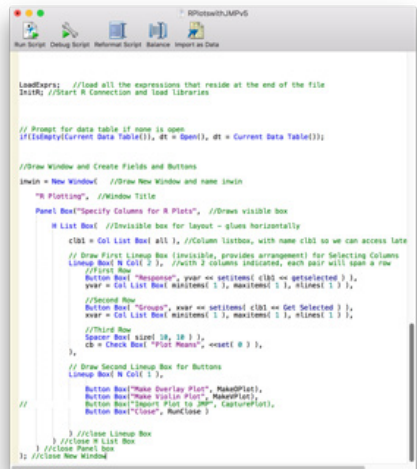 RPlotswithJMPv6
Run Script Debug Script Reformat Script Balance Import as Data
LoadExprs; //load all the expressions that reside at the end of the file
InitR; //Start R Connection and load libraries
// Prompt for data table if none is open
if(IsEmpty(Current Data Table()), dt = Open(), dt = Current Data Table());
//Draw Window and Create Fields and Buttons
inwin = New Window( //Draw New Window and name inwin
"R Plotting", //Window Title
Panel Box("Specify Columns for R Plots", //Draws visible box
H List Box( //Invisible box for layout - glues horizontally
clb1 = Col List Box( all ), //Column listbox, with name clb1 so we can access late
// Draw First Lineup Box (invisible, provides arrangement) for Selecting Columns
Lineup Box( N Col( 2 ), //with 2 columns indicated, each pair will span a row
//First Row
Button Box( "Response", yvar << setitems( clb1 << getselected ) ),
yvar = Col List Box( minitems( 1 ), maxitems( 1 ), nlines( 1 ) ),
//Second Row
Button Box( "Groups", xvar << setitems( clb1 << Get Selected ) ),
xvar = Col List Box( minitems( 1 ), maxitems( 1 ), nlines( 1 ) ),
//Third Row
Spacer Box( size( 10, 10 ) ),
cb = Check Box( "Plot Means", <<set( 0 ) ),
),
// Draw Second Lineup Box for Buttons
Lineup Box( N Col( 1 ),
Button Box("Make Overlay Plot", MakeOPlot),
Button Box("Make Violin Plot", MakeVPlot),
// Button Box("Import Plot to JMP", CapturePlot),
Button Box("Close", RunClose )
) //close Lineup Box
) //close H List Box
) //close Panel box
); //close New Window